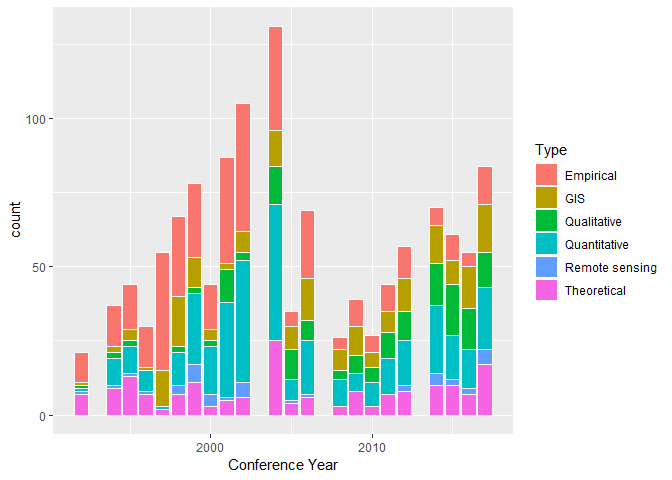 count
100
50
0
2000
2010
Conference Year
Type
Empirical
GIS
Qualitative
Quantitative
Remote sensing
Theoretical